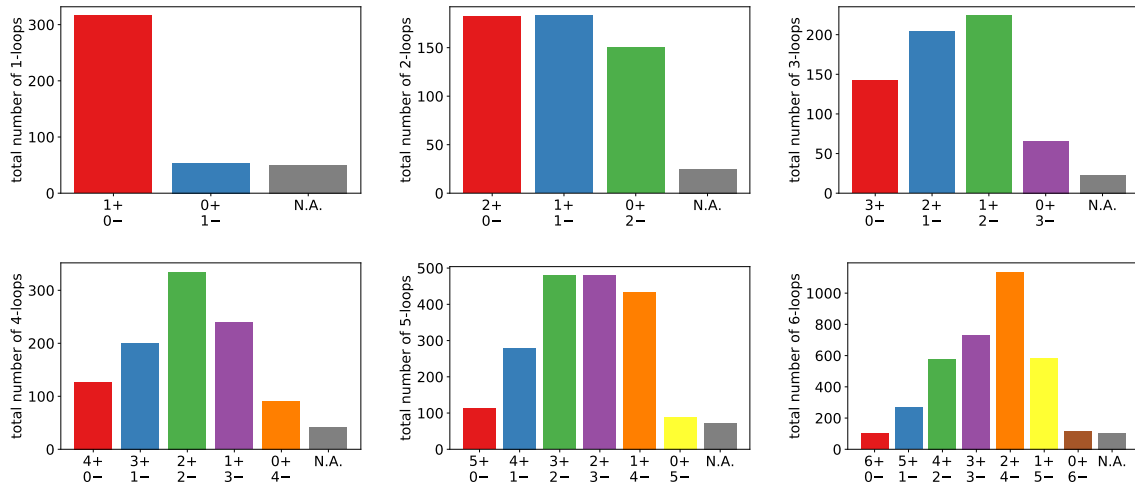 total number of 1-loops
300
200
100
0
1+ 0+ N.A.
0− 1−
total number of 2-loops
150
100
50
0
2+ 1+ 0+ N.A.
0− 1− 2−
total number of 3-loops
200
150
100
50
0
3+ 2+ 1+ 0+ N.A.
0− 1− 2− 3−
total number of 4-loops
300
200
100
0
4+ 3+ 2+ 1+ 0+ N.A.
0− 1− 2− 3− 4−
total number of 5-loops
500
400
300
200
100
0
5+ 4+ 3+ 2+ 1+ 0+ N.A.
0− 1− 2− 3− 4− 5−
total number of 6-loops
1000
800
600
400
200
0
6+ 5+ 4+ 3+ 2+ 1+ 0+ N.A.
0− 1− 2− 3− 4− 5− 6−